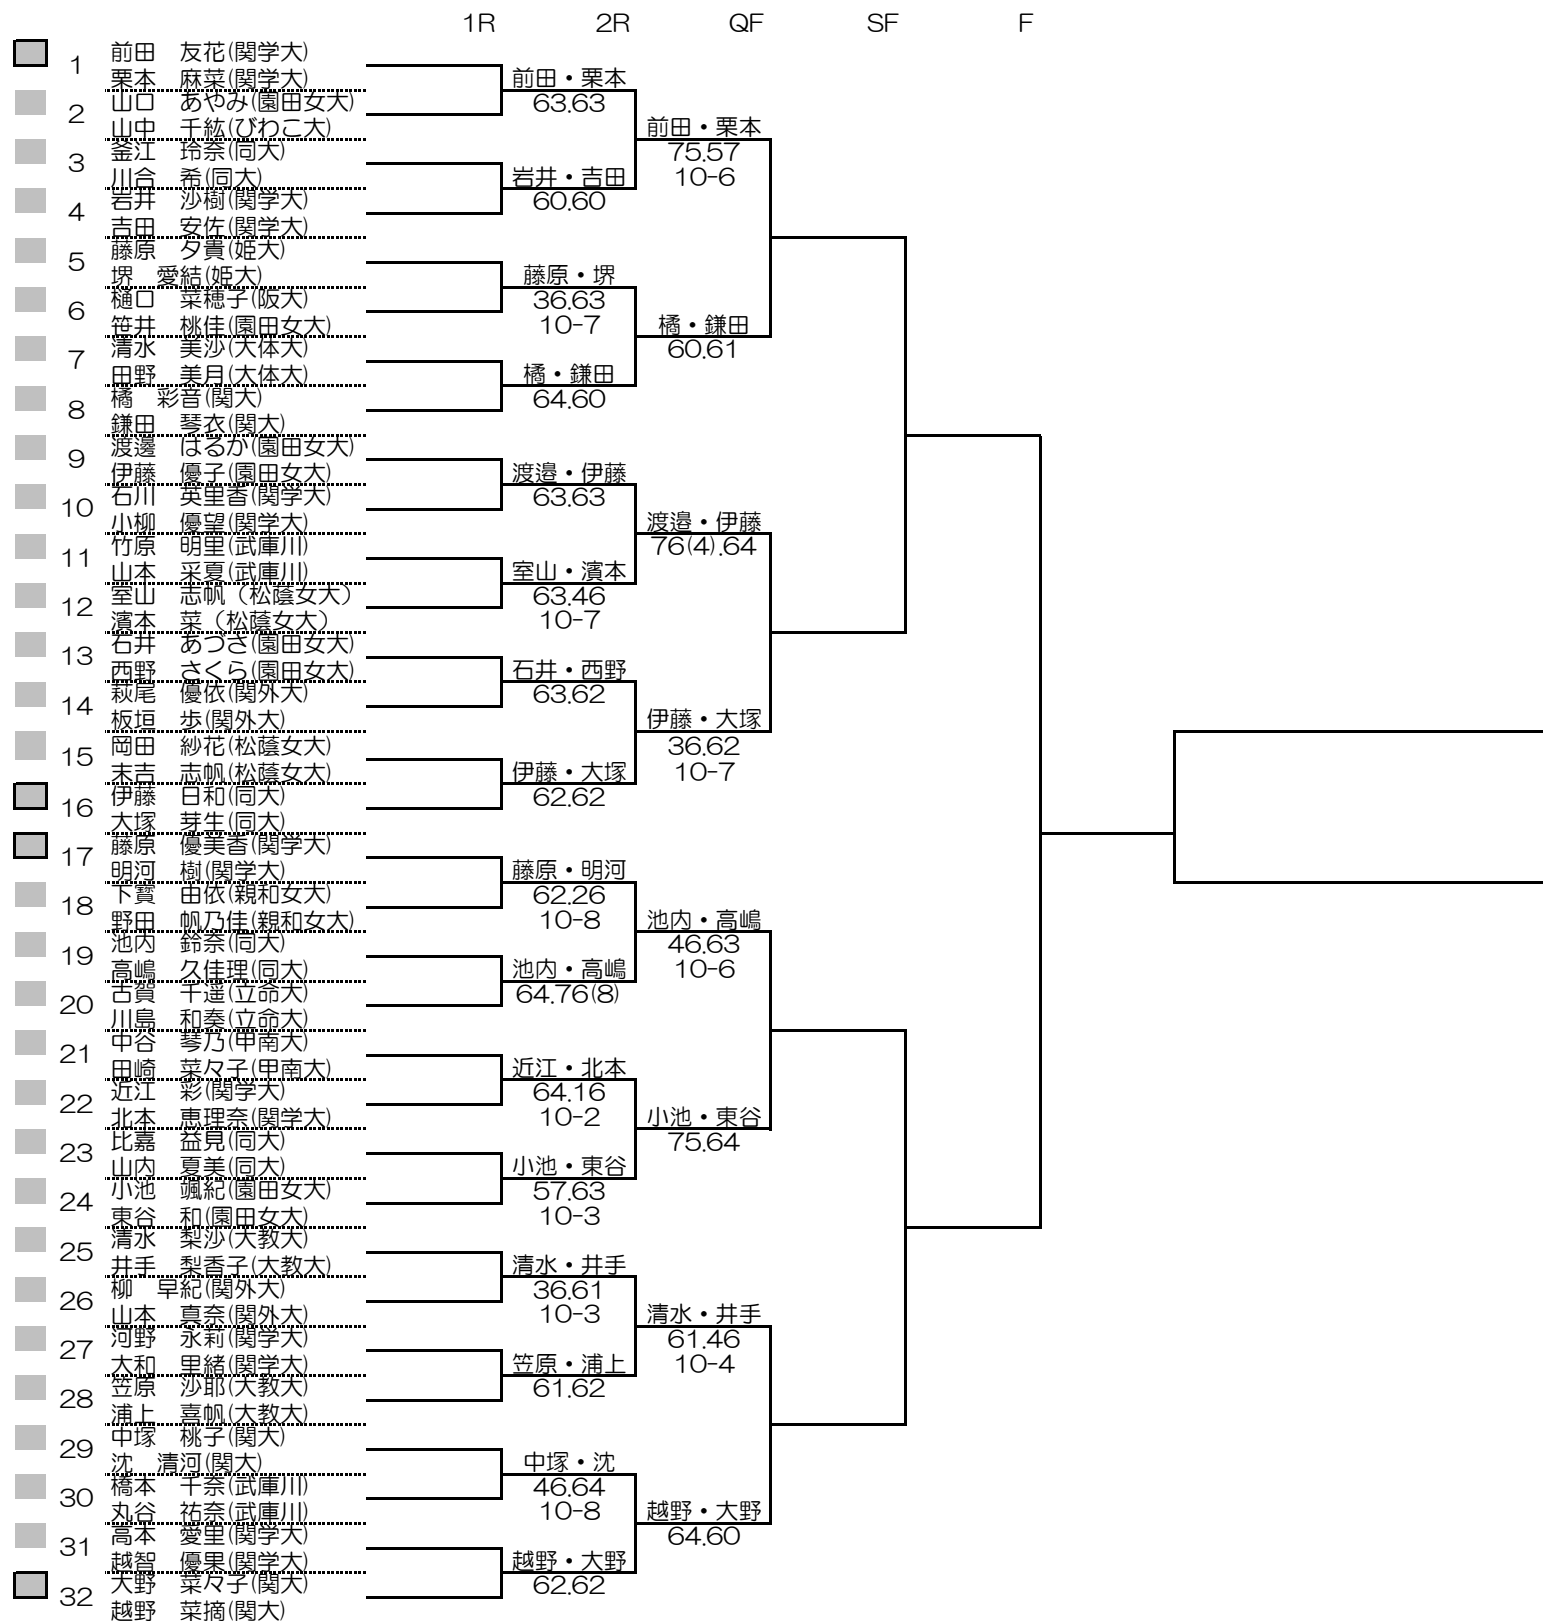 1R 2R QF SF F
1 前田 友花(関学大)
栗本 麻菜(関学大) 前田・栗本
2 山口 あやみ(園田女大) 63.63
山中 千紘(びわこ大) 前田・栗本
3 釜江 玲奈(同大) 75.57
川合 希(同大) 岩井・吉田 10-6
4 岩井 沙樹(関学大) 60.60
吉田 安佐(関学大)
5 藤原 夕貴(姫大)
堺 愛結(姫大) 藤原・堺
6 樋口 菜穂子(阪大) 36.63
笹井 桃佳(園田女大) 10-7 橘・鎌田
7 清水 美沙(大体大) 60.61
田野 美月(大体大) 橘・鎌田
8 橘 彩音(関大) 64.60
鎌田 琴衣(関大)
9 渡邊 はるか(園田女大)
伊藤 優子(園田女大) 渡邉・伊藤
10 石川 英里香(関学大) 63.63
小柳 優望(関学大) 渡邉・伊藤
11 竹原 明里(武庫川) 76(4).64
山本 采夏(武庫川) 室山・濱本
12 室山 志帆（松蔭女大） 63.46
濱本 菜（松蔭女大） 10-7
13 石井 あづさ(園田女大)
西野 さくら(園田女大) 石井・西野
14 萩尾 優依(関外大) 63.62
板垣 歩(関外大) 伊藤・大塚
15 岡田 紗花(松蔭女大) 36.62
末吉 志帆(松蔭女大) 伊藤・大塚 10-7
16 伊藤 日和(同大) 62.62
大塚 芽生(同大)
17 藤原 優美香(関学大)
明河 樹(関学大) 藤原・明河
18 下寳 由依(親和女大) 62.26
野田 帆乃佳(親和女大) 10-8 池内・高嶋
19 池内 鈴奈(同大) 46.63
高嶋 久佳理(同大) 池内・高嶋 10-6
20 古賀 千遥(立命大) 64.76(8)
川島 和奏(立命大)
21 中谷 琴乃(甲南大)
田崎 菜々子(甲南大) 近江・北本
22 近江 彩(関学大) 64.16
北本 恵理奈(関学大) 10-2 小池・東谷
23 比嘉 益見(同大) 75.64
山内 夏美(同大) 小池・東谷
24 小池 颯紀(園田女大) 57.63
東谷 和(園田女大) 10-3
25 清水 梨沙(大教大)
井手 梨香子(大教大) 清水・井手
26 柳 早紀(関外大) 36.61
山本 真奈(関外大) 10-3 清水・井手
27 河野 永莉(関学大) 61.46
大和 里緒(関学大) 笠原・浦上 10-4
28 笠原 沙耶(大教大) 61.62
浦上 喜帆(大教大)
29 中塚 桃子(関大)
沈 清河(関大) 中塚・沈
30 橋本 千奈(武庫川) 46.64
丸谷 祐奈(武庫川) 10-8 越野・大野
31 高本 愛里(関学大) 64.60
越智 優果(関学大) 越野・大野
32 大野 菜々子(関大) 62.62
越野 菜摘(関大)